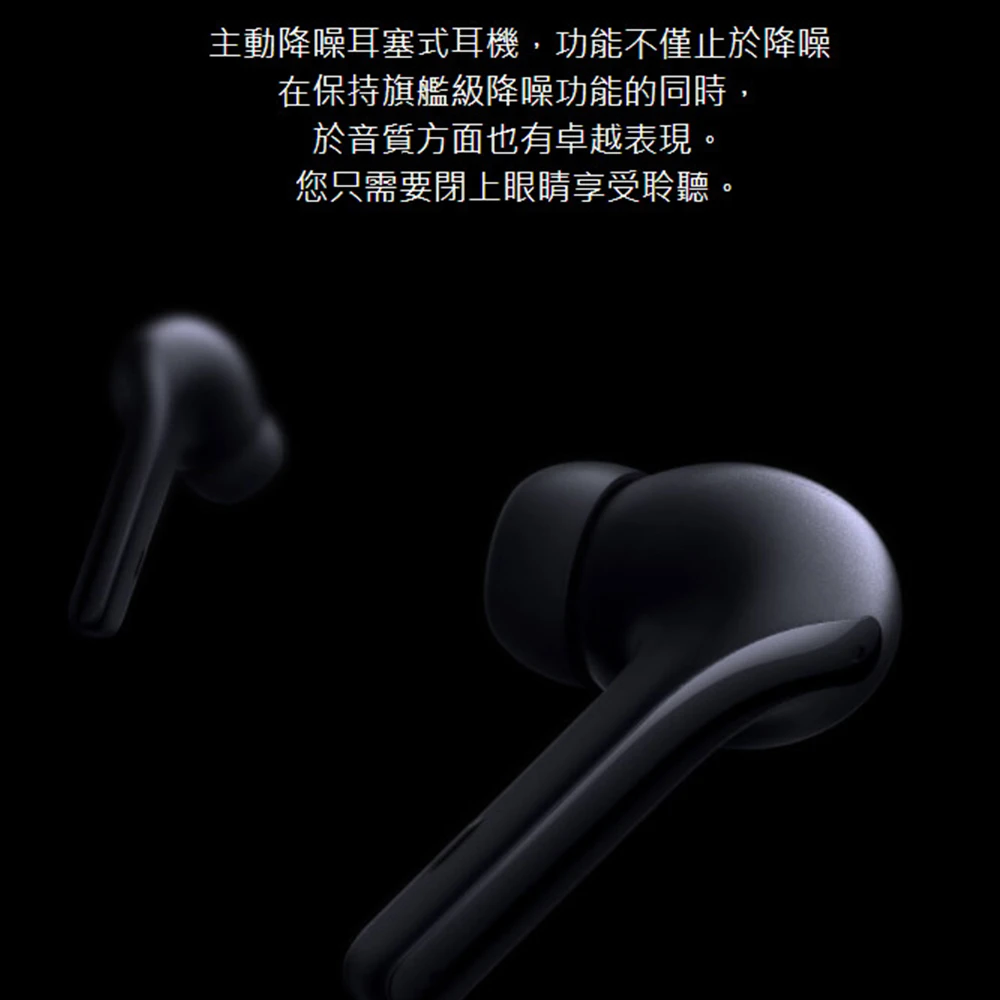 主動降噪耳塞式耳機，功能不僅止於降噪
在保持旗艦級降噪功能的同時，
於音質方面也有卓越表現。
您只需要閉上眼睛享受聆聽。